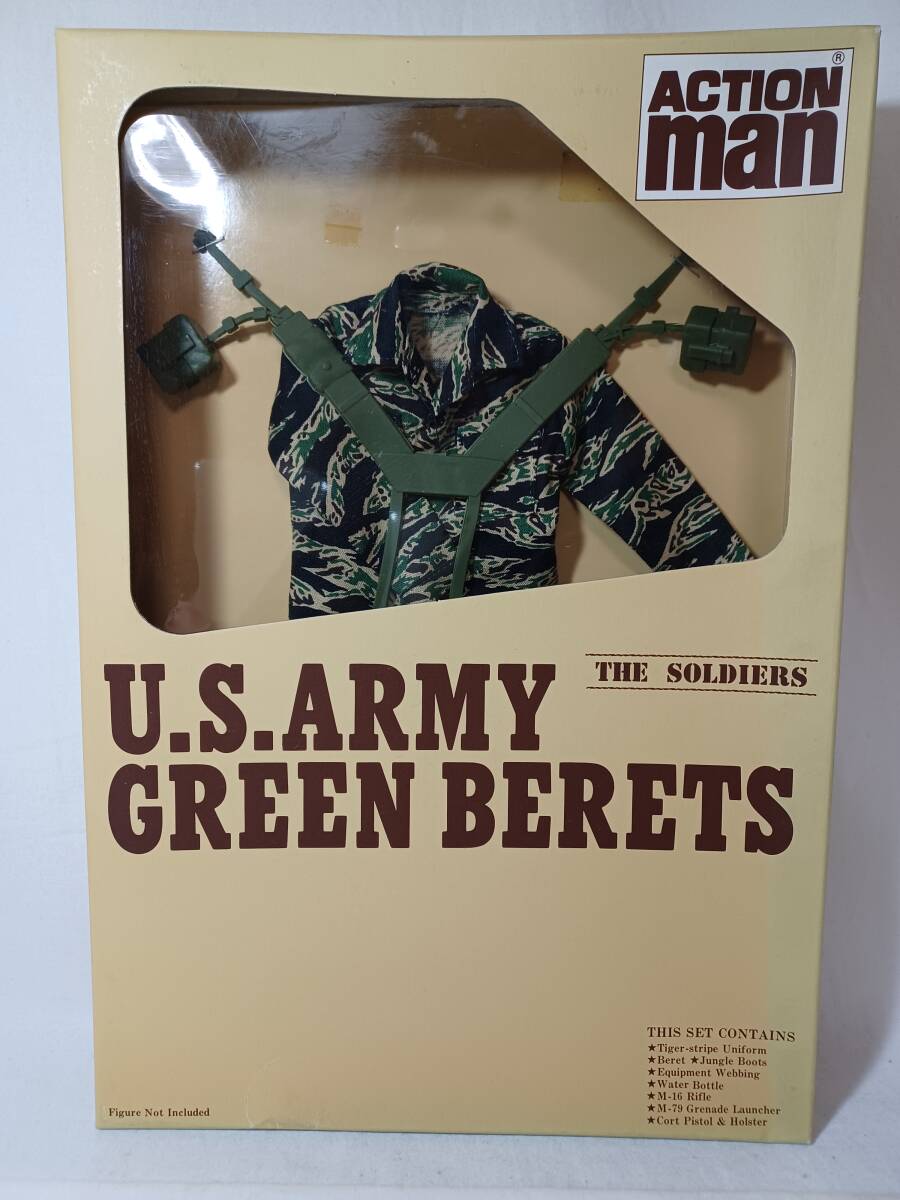 ACTION®
man
THE SOLDIERS
U.S.ARMY
GREEN BERETS
THIS SET CONTAINS
★Tiger-stripe Uniform
★Beret ★Jungle Boots
★Equipment Webbing
★Water Bottle
★M-16 Rifle
★M-79 Grenade Launcher
★Cort Pistol & Holster
Figure Not Included